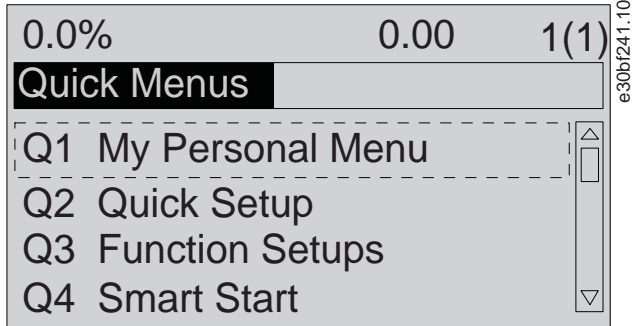 0.0% 0.00 1(1)
Quick Menus
Q1 My Personal Menu
Q2 Quick Setup
Q3 Function Setups
Q4 Smart Start
e30bf241.10